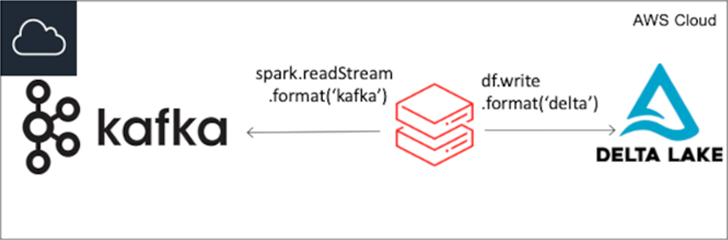 AWS Cloud
spark.readStream
.format(‘kafka’)
df.write
.format(‘delta’)
kafka
DELTA LAKE